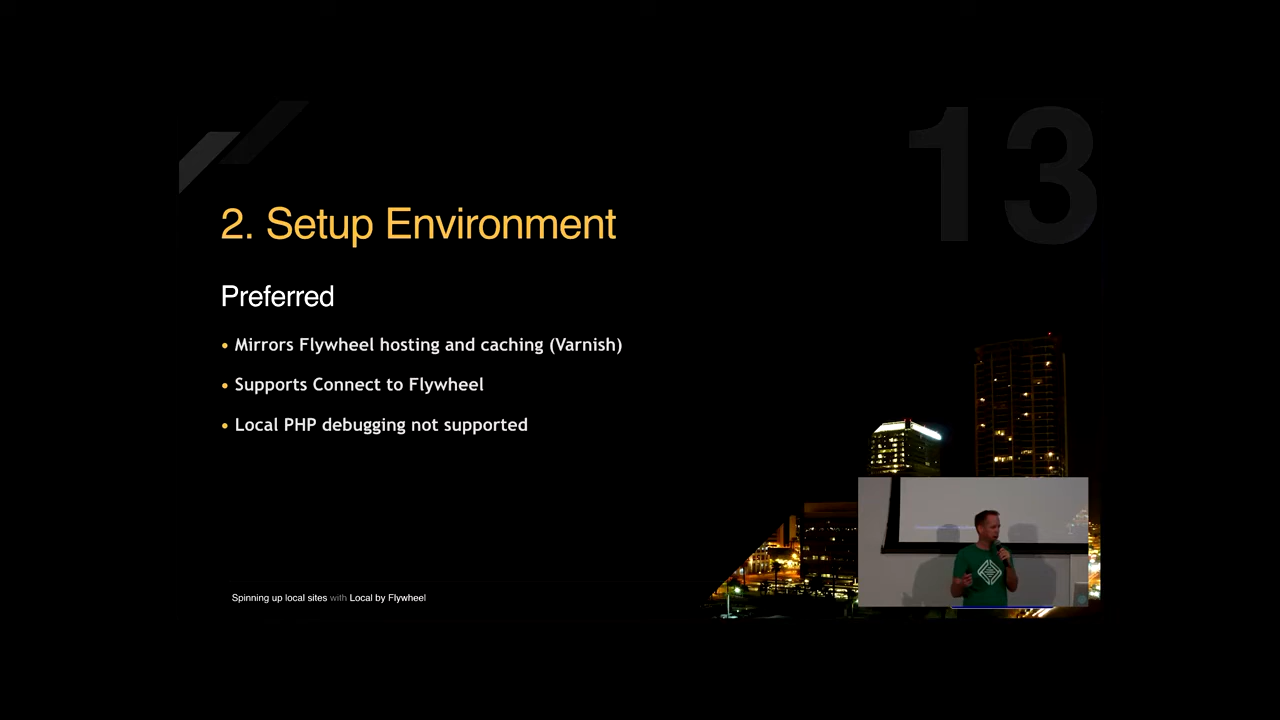 13
2. Setup Environment
Preferred
• Mirrors Flywheel hosting and caching (Varnish)
• Supports Connect to Flywheel
• Local PHP debugging not supported
Spinning up local sites with Local by Flywheel